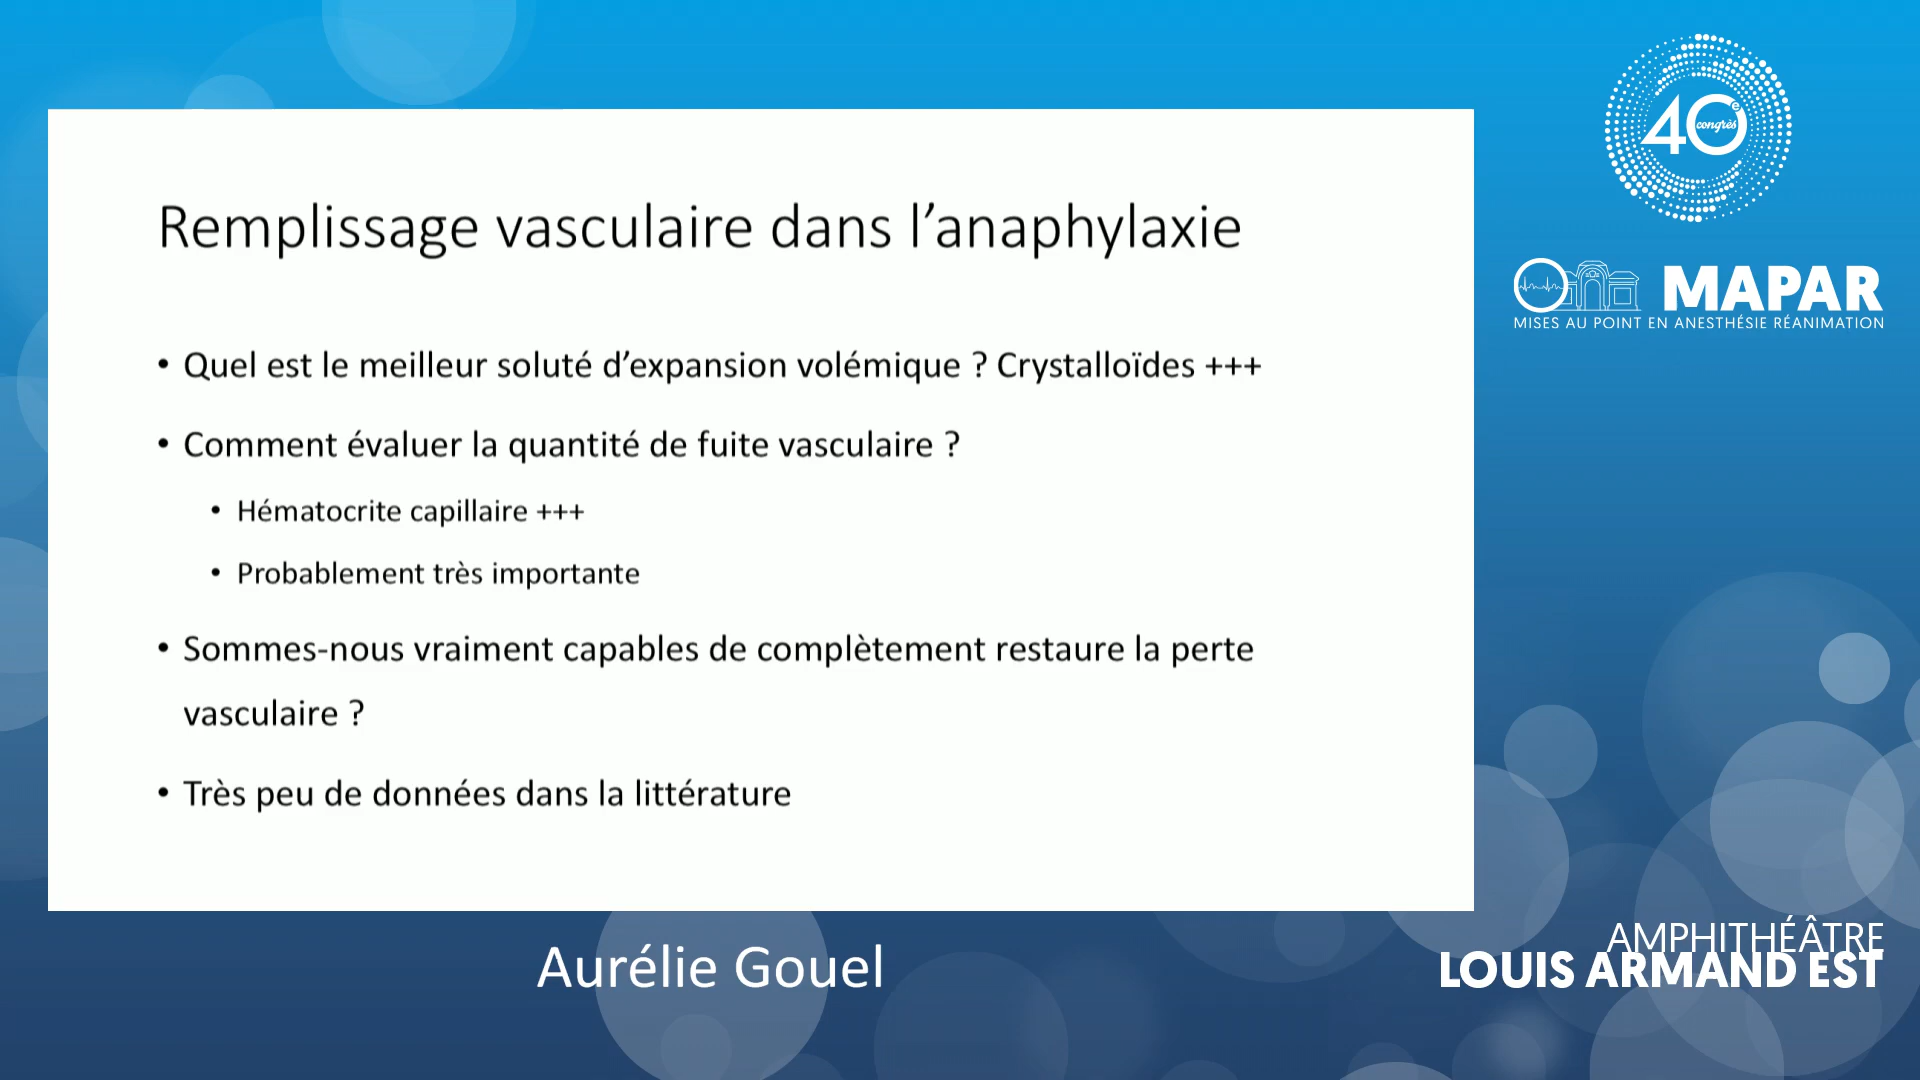 Remplissage vasculaire dans l’anaphylaxie
• Quel est le meilleur soluté d’expansion volémique ? Crystalloïdes +++
• Comment évaluer la quantité de fuite vasculaire ?
• Hématocrite capillaire +++
• Probablement très importante
• Sommes-nous vraiment capables de complètement restaure la perte
vasculaire ?
• Très peu de données dans la littérature
40e
congrès
MAPAR
MISES AU POINT EN ANESTHÉSIE RÉANIMATION
Aurélie Gouel
AMPHITHÉÂTRE
LOUIS ARMAND EST